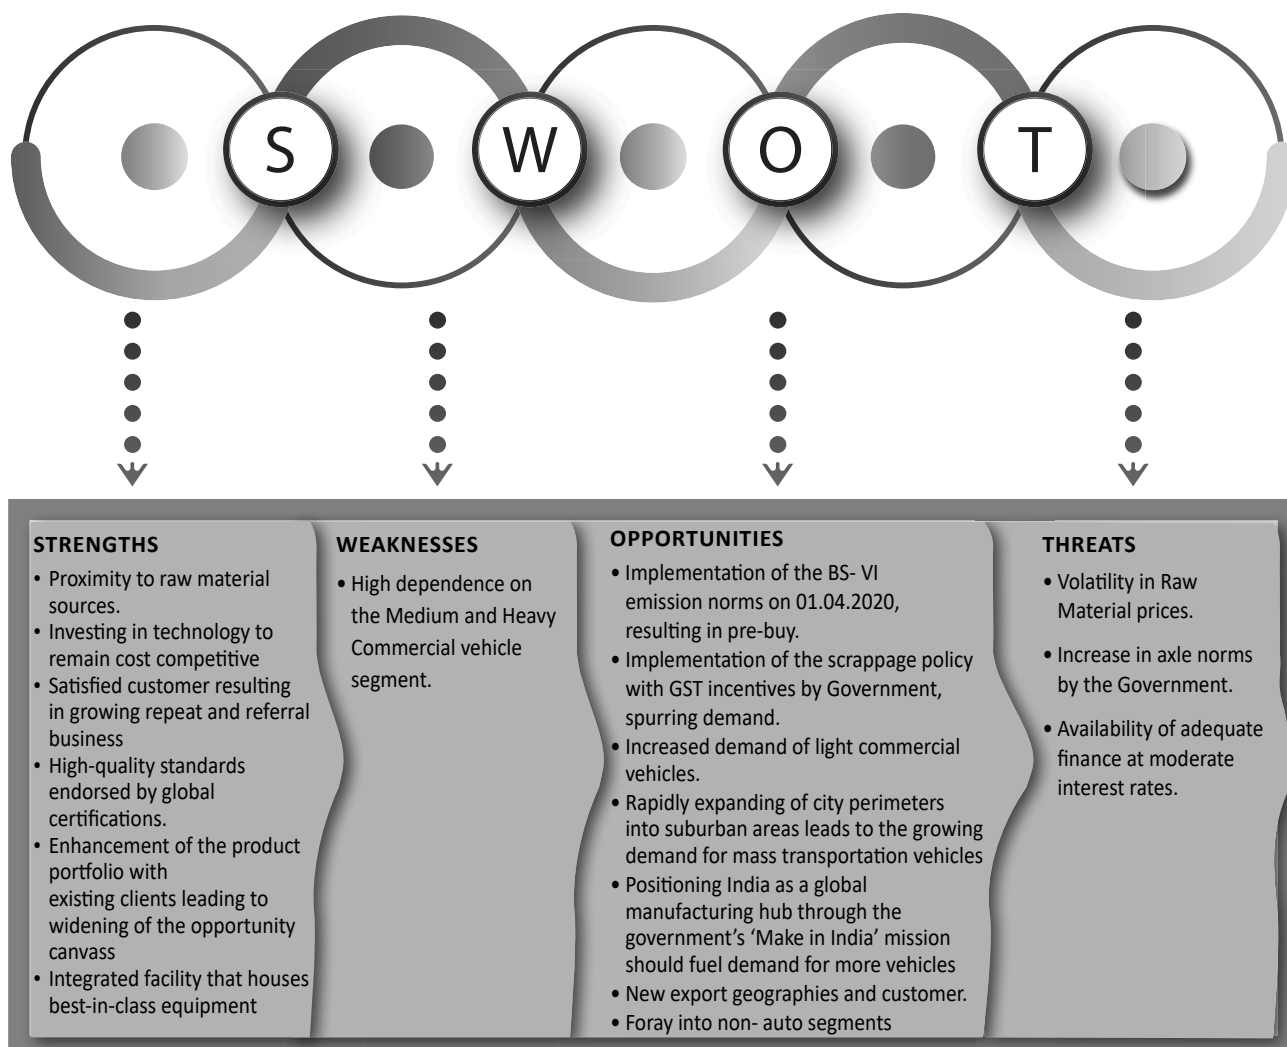 S W O T
STRENGTHS
• Proximity to raw material
sources.
• Investing in technology to
remain cost competitive
• Satisfied customer resulting
in growing repeat and referral
business
• High-quality standards
endorsed by global
certifications.
• Enhancement of the product
portfolio with
existing clients leading to
widening of the opportunity
canvass
• Integrated facility that houses
best-in-class equipment
WEAKNESSES
• High dependence on
the Medium and Heavy
Commercial vehicle
segment.
OPPORTUNITIES
• Implementation of the BS- VI
emission norms on 01.04.2020,
resulting in pre-buy.
• Implementation of the scrappage policy
with GST incentives by Government,
spurring demand.
• Increased demand of light commercial
vehicles.
• Rapidly expanding of city perimeters
into suburban areas leads to the growing
demand for mass transportation vehicles
• Positioning India as a global
manufacturing hub through the
government’s ‘Make in India’ mission
should fuel demand for more vehicles
• New export geographies and customer.
• Foray into non- auto segments
THREATS
• Volatility in Raw
Material prices.
• Increase in axle norms
by the Government.
• Availability of adequate
finance at moderate
interest rates.